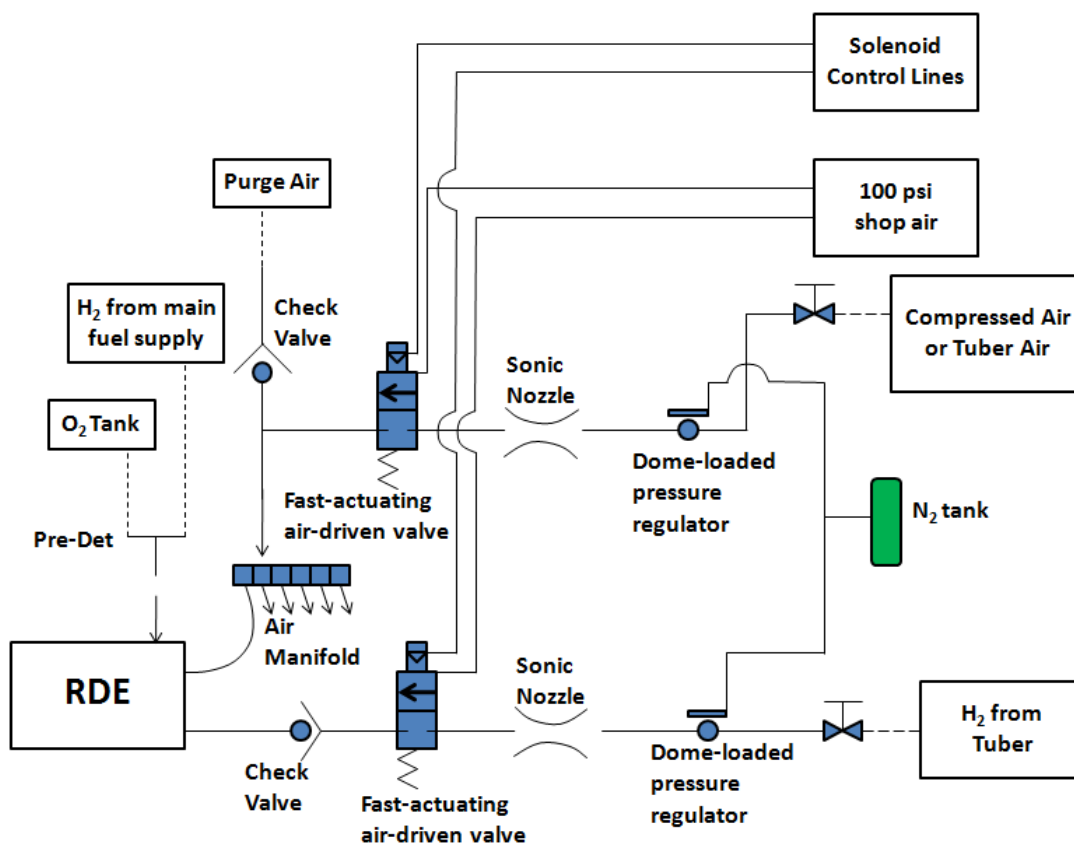 Solenoid
Control Lines
100 psi
shop air
Purge Air
H₂ from main
fuel supply
Check
Valve
Compressed Air
or Tuber Air
Sonic
Nozzle
O₂ Tank
Dome-loaded
pressure
regulator
Fast-actuating
air-driven valve
N₂ tank
Pre-Det
Air
Manifold
RDE
Sonic
Nozzle
H₂ from
Tuber
Check
Valve
Dome-loaded
pressure
regulator
Fast-actuating
air-driven valve